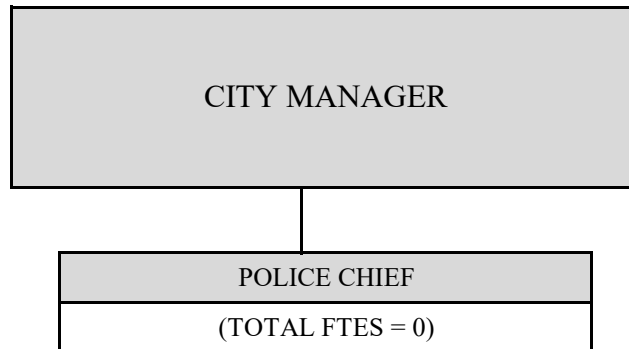 CITY MANAGER
POLICE CHIEF
(TOTAL FTES = 0)